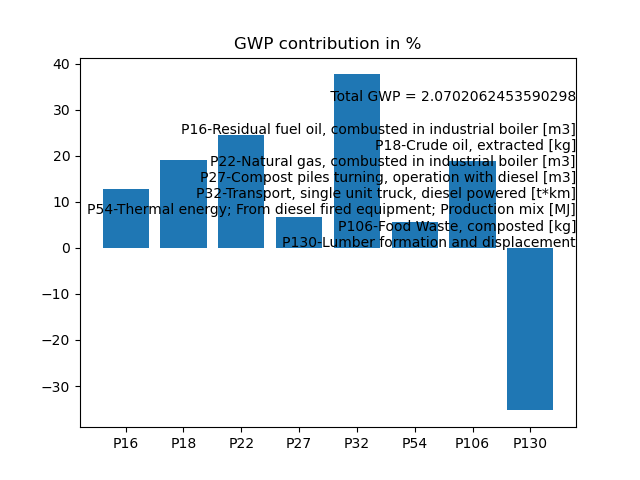 GWP contribution in %
40
30
20
10
0
−10
−20
−30
Total GWP = 2.0702062453590298
P16-Residual fuel oil, combusted in industrial boiler [m3]
P18-Crude oil, extracted [kg]
P22-Natural gas, combusted in industrial boiler [m3]
P27-Compost piles turning, operation with diesel [m3]
P32-Transport, single unit truck, diesel powered [t*km]
P54-Thermal energy; From diesel fired equipment; Production mix [MJ]
P106-Food Waste, composted [kg]
P130-Lumber formation and displacement
P16 P18 P22 P27 P32 P54 P106 P130